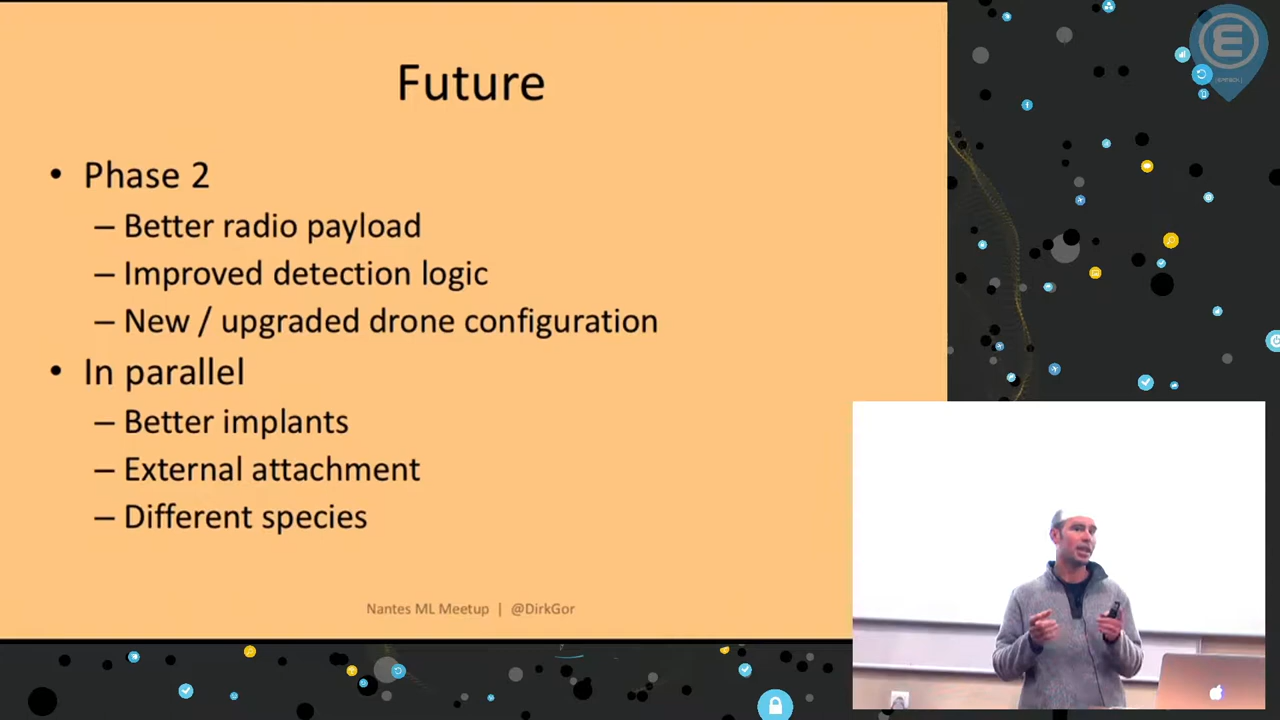 Future
• Phase 2
– Better radio payload
– Improved detection logic
– New / upgraded drone configuration
• In parallel
– Better implants
– External attachment
– Different species
Nantes ML Meetup | @DirkGor